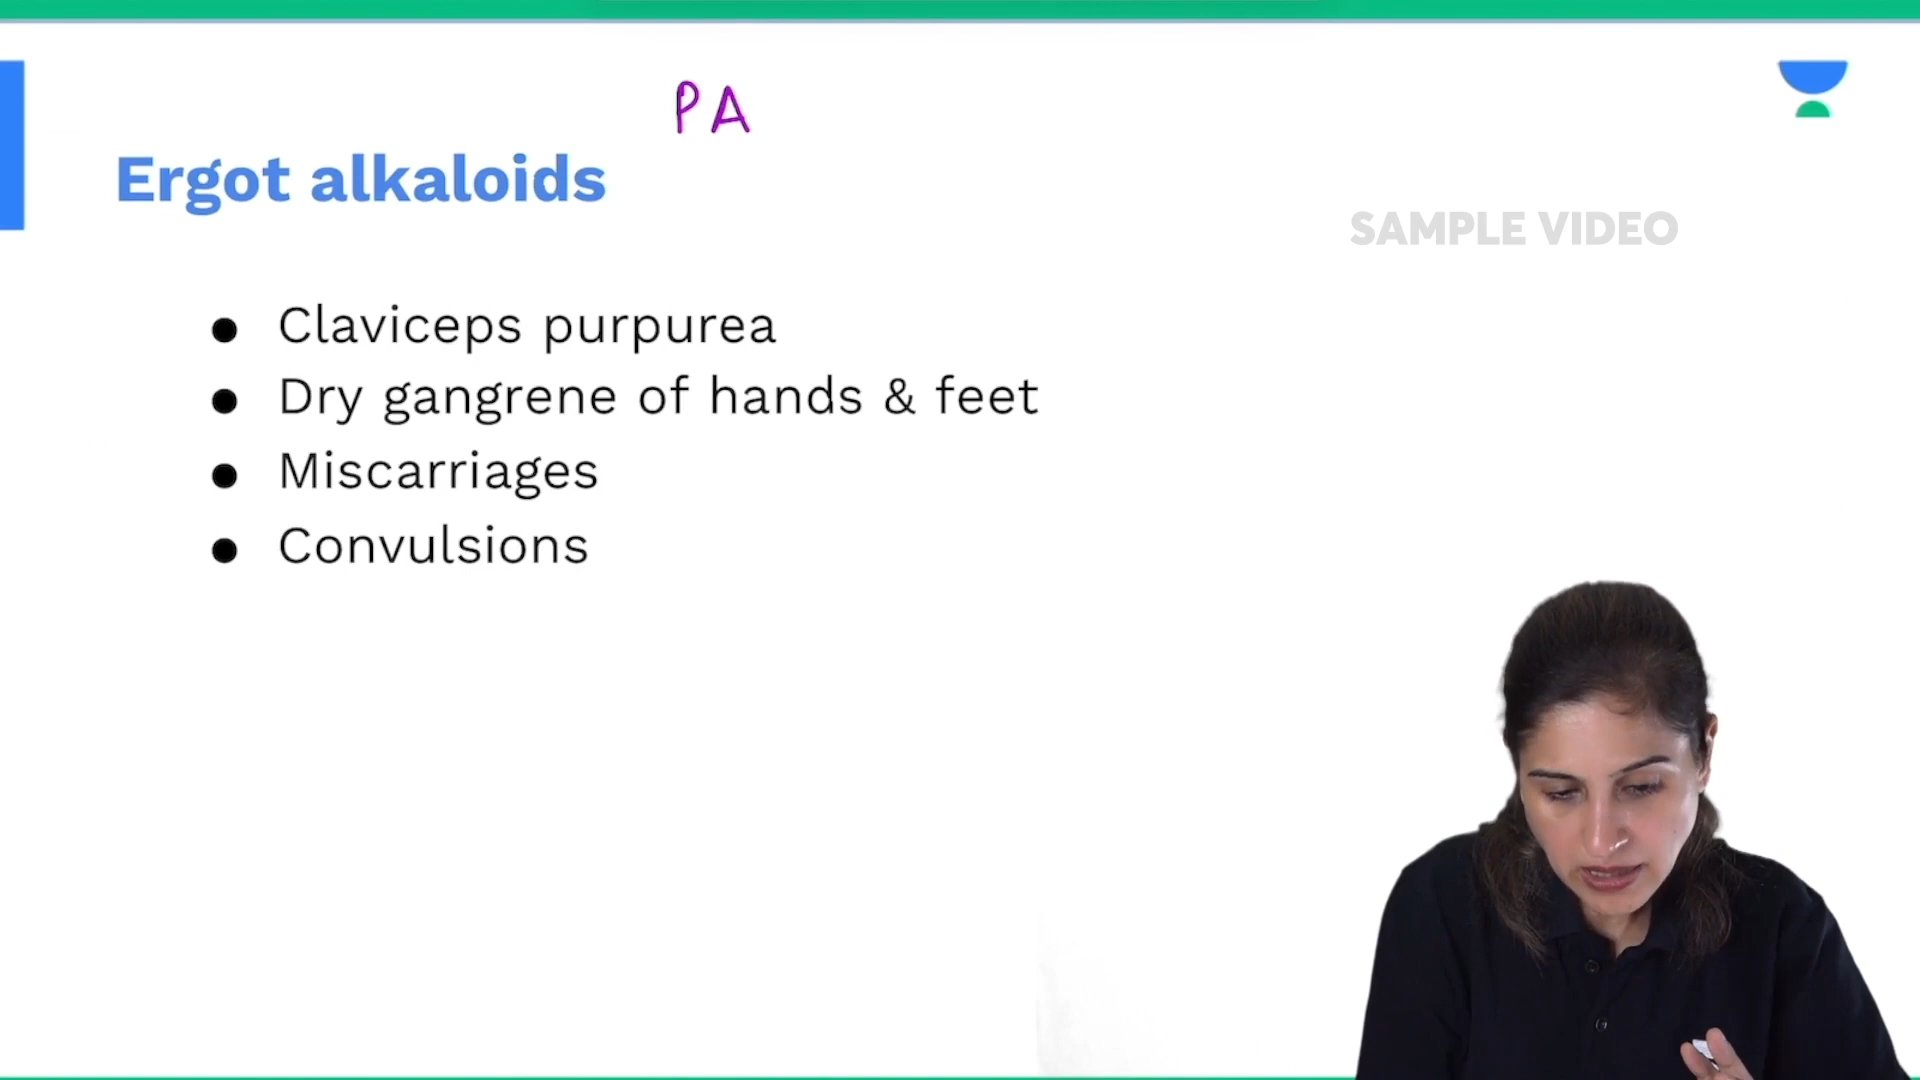 PA
Ergot alkaloids
SAMPLE VIDEO
● Claviceps purpurea
● Dry gangrene of hands & feet
● Miscarriages
● Convulsions